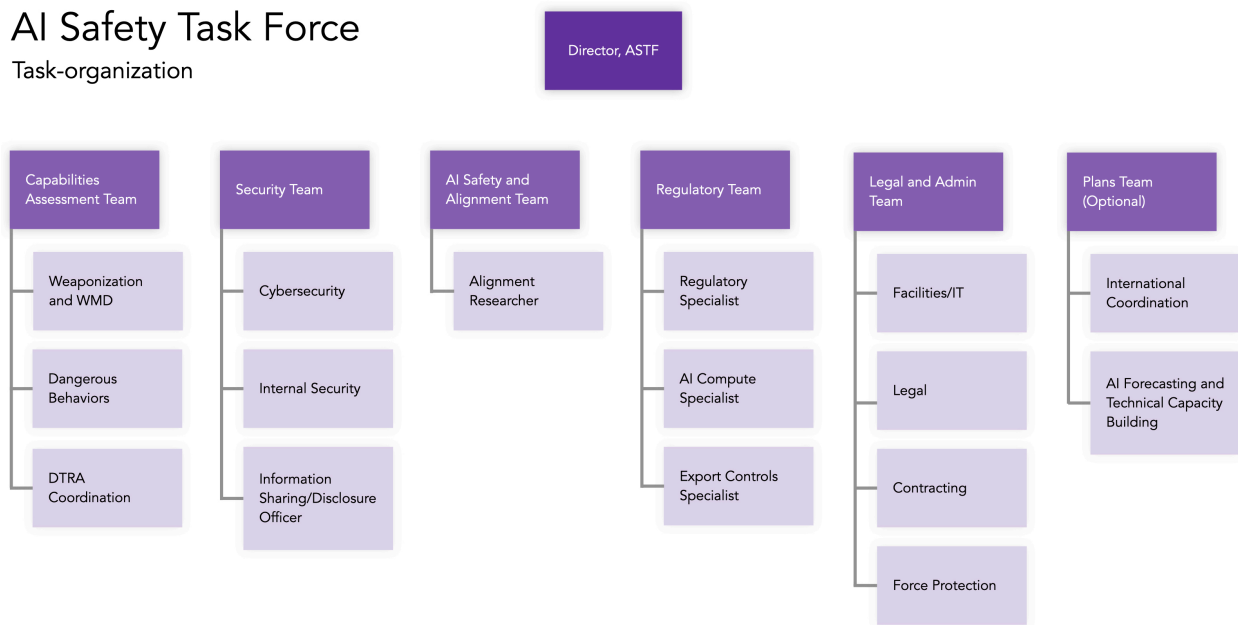 AI Safety Task Force
Task-organization
Director, ASTF
Capabilities
Assessment Team
Weaponization
and WMD
Dangerous
Behaviors
DTRA
Coordination
Security Team
Cybersecurity
Internal Security
Information
Sharing/Disclosure
Officer
AI Safety and
Alignment Team
Alignment
Researcher
Regulatory Team
Regulatory
Specialist
AI Compute
Specialist
Export Controls
Specialist
Legal and Admin
Team
Facilities/IT
Legal
Contracting
Force Protection
Plans Team
(Optional)
International
Coordination
AI Forecasting and
Technical Capacity
Building